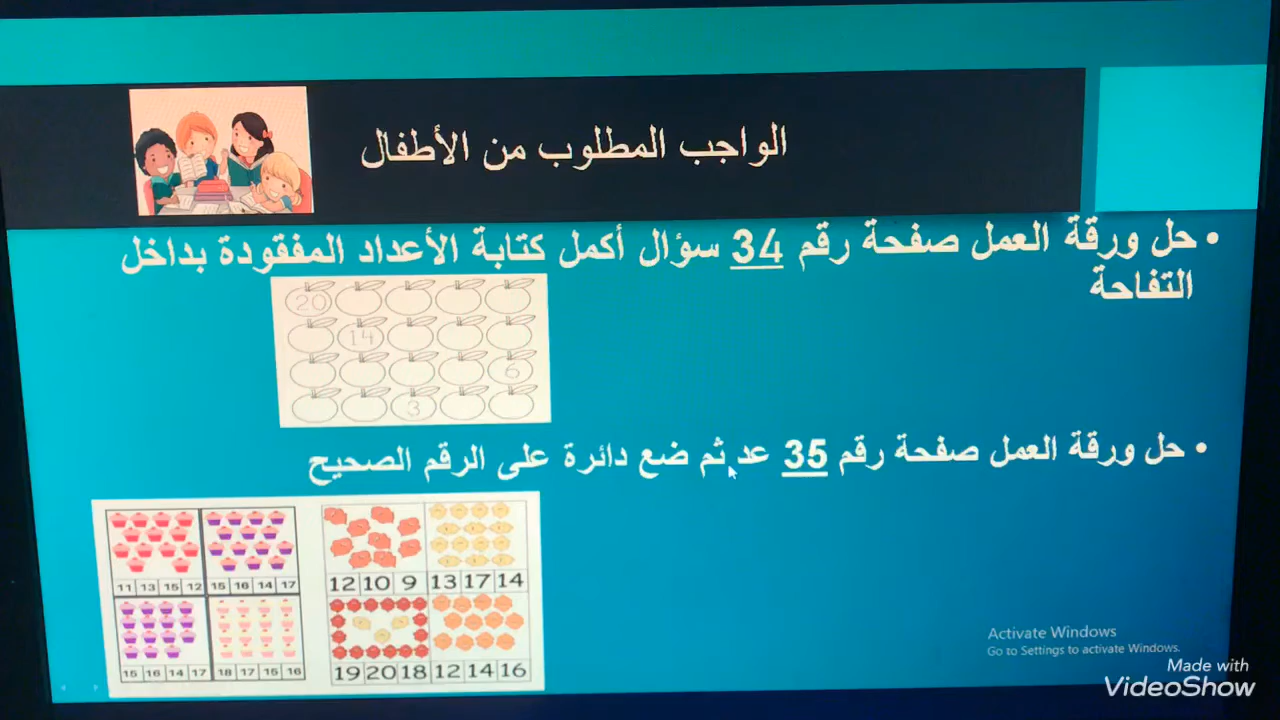 الواجب المطلوب من الأطفال
• حل ورقة العمل صفحة رقم 34 سؤال أكمل كتابة الأعداد المفقودة بداخل
التفاحة
20
14
6
3
• حل ورقة العمل صفحة رقم 35 عد ثم ضع دائرة على الرقم الصحيح
11 13 15 12
15 16 14 17
12 10 9
13 17 14
15 16 14 17
18 17 15 16
19 20 18
12 14 16
Activate Windows
Go to Settings to activate Windows.
Made with
VideoShow